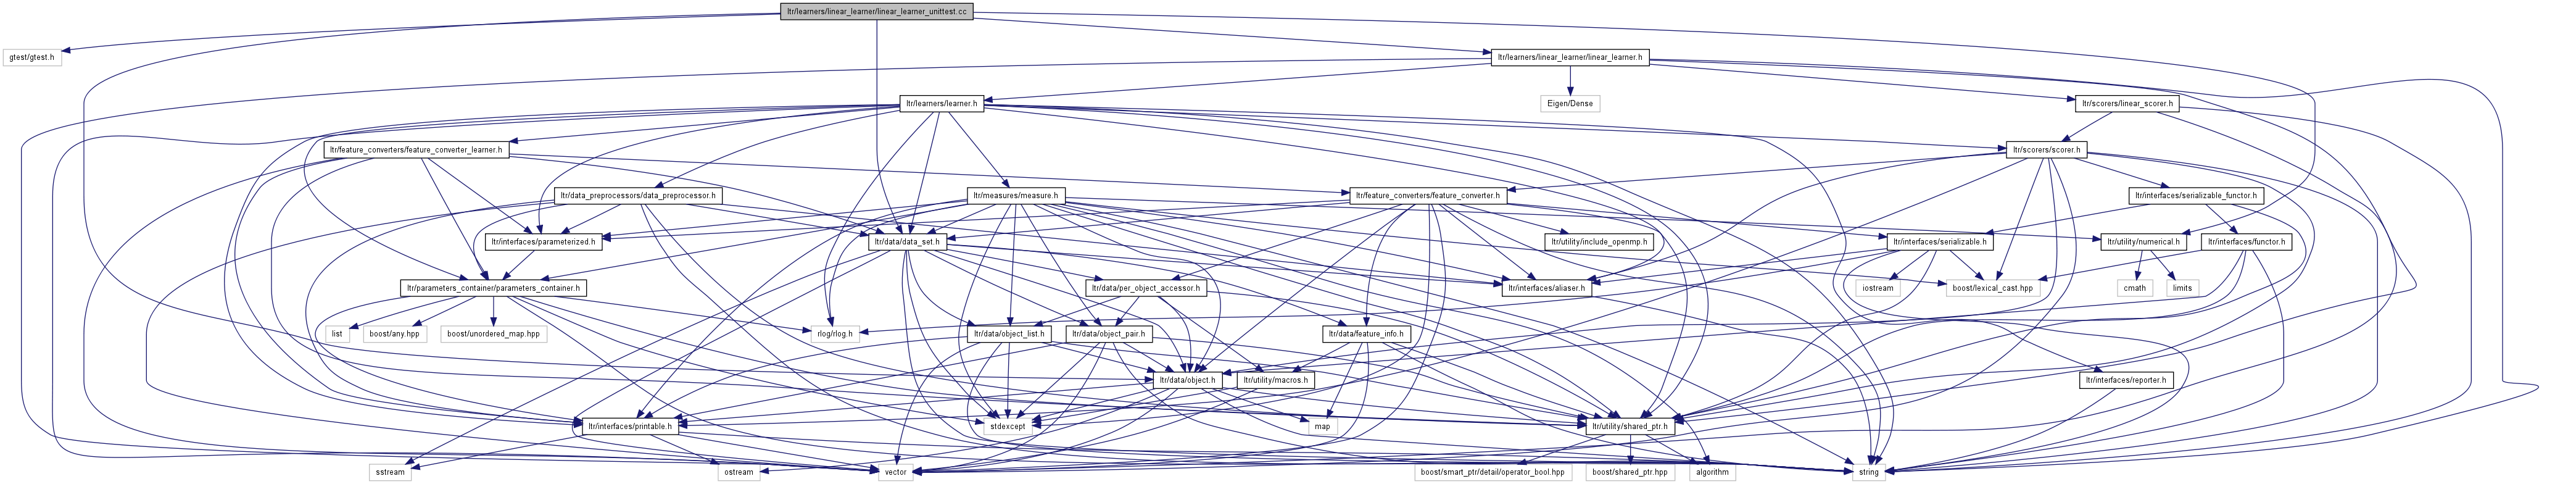 ltr/learners/linear_learner/linear_learner_unittest.cc
gtest/gtest.h
ltr/learners/linear_learner/linear_learner.h
ltr/learners/learner.h
Eigen/Dense
ltr/scorers/linear_scorer.h
ltr/feature_converters/feature_converter_learner.h
ltr/scorers/scorer.h
ltr/data_preprocessors/data_preprocessor.h
ltr/measures/measure.h
ltr/feature_converters/feature_converter.h
ltr/interfaces/serializable_functor.h
ltr/interfaces/parameterized.h
ltr/data/data_set.h
ltr/utility/include_openmp.h
ltr/interfaces/serializable.h
ltr/utility/numerical.h
ltr/interfaces/functor.h
ltr/parameters_container/parameters_container.h
ltr/data/per_object_accessor.h
ltr/interfaces/aliaser.h
iostream
boost/lexical_cast.hpp
cmath
limits
list
boost/any.hpp
boost/unordered_map.hpp
rlog/rlog.h
ltr/data/object_list.h
ltr/data/object_pair.h
ltr/data/feature_info.h
ltr/data/object.h
ltr/utility/macros.h
ltr/interfaces/reporter.h
ltr/interfaces/printable.h
stdexcept
map
ltr/utility/shared_ptr.h
sstream
ostream
vector
boost/smart_ptr/detail/operator_bool.hpp
boost/shared_ptr.hpp
algorithm
string